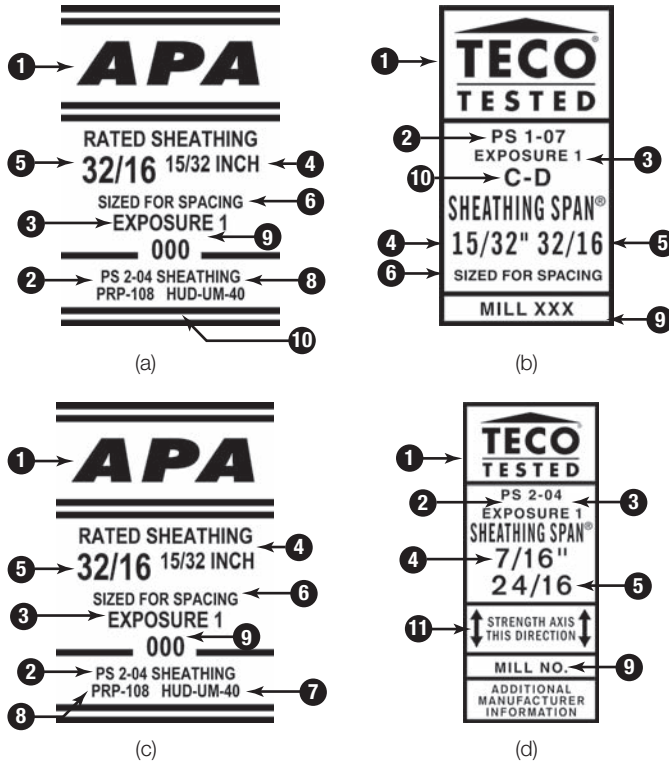 1
APA
RATED SHEATHING
5 32/16 15/32 INCH 4
SIZED FOR SPACING 6
3 EXPOSURE 1
000 9
2 PS 2-04 SHEATHING 8
PRP-108 HUD-UM-40
10
(a)
1
TECO®
TESTED
2 PS 1-07
EXPOSURE 1 3
10 C-D
SHEATHING SPAN®
4 15/32" 32/16 5
6 SIZED FOR SPACING
MILL XXX
9
(b)
1
APA
RATED SHEATHING
4
5 32/16 15/32 INCH
SIZED FOR SPACING 6
3 EXPOSURE 1
000 9
2 PS 2-04 SHEATHING
8 PRP-108 HUD-UM-40 7
(c)
1
TECO®
TESTED
2 PS 2-04 3
EXPOSURE 1
SHEATHING SPAN®
4 7/16"
24/16 5
11 STRENGTH AXIS
THIS DIRECTION
MILL NO. 9
ADDITIONAL
MANUFACTURER
INFORMATION
(d)